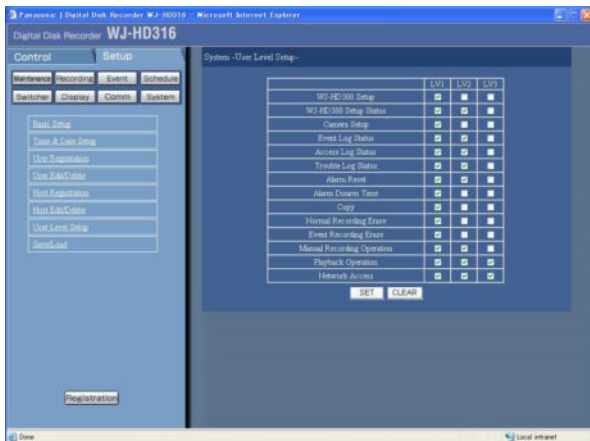 Panasonic | Digital Disk Recorder WJ-HD316 - Microsoft Internet Explorer
Digital Disk Recorder WJ-HD316
Control Setup
System -User Level Setup-
Maintenance Recording Event Schedule
Switcher Display Comm System
Basic Setup
Time & Date Setup
User Registration
User Edit/Delete
Host Registration
Host Edit/Delete
User Level Setup
Save/Load
Registration
LV1 LV2 LV3
WJ-HD300 Setup
WJ-HD300 Setup Status
Camera Setup
Event Log Status
Access Log Status
Trouble Log Status
Alarm Reset
Alarm Disarm Time
Copy
Normal Recording Erase
Event Recording Erase
Manual Recording Operation
Playback Operation
Network Access
SET CLEAR
Done Local intranet